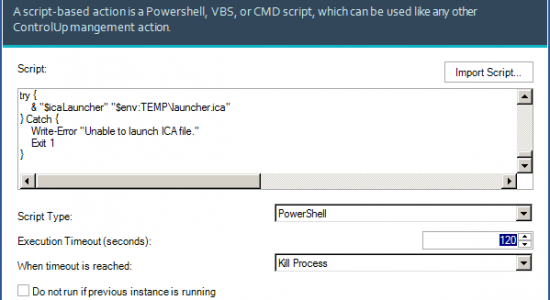 A script-based action is a Powershell, VBS, or CMD script, which can be used like any other
ControlUp mangement action.
Script:
Import Script...
try {
& "$icaLauncher" "$env:TEMP\launcher.ica"
} Catch {
Write-Error "Unable to launch ICA file."
Exit 1
}
Script Type:
PowerShell
Execution Timeout (seconds):
120
When timeout is reached:
Kill Process
Do not run if previous instance is running